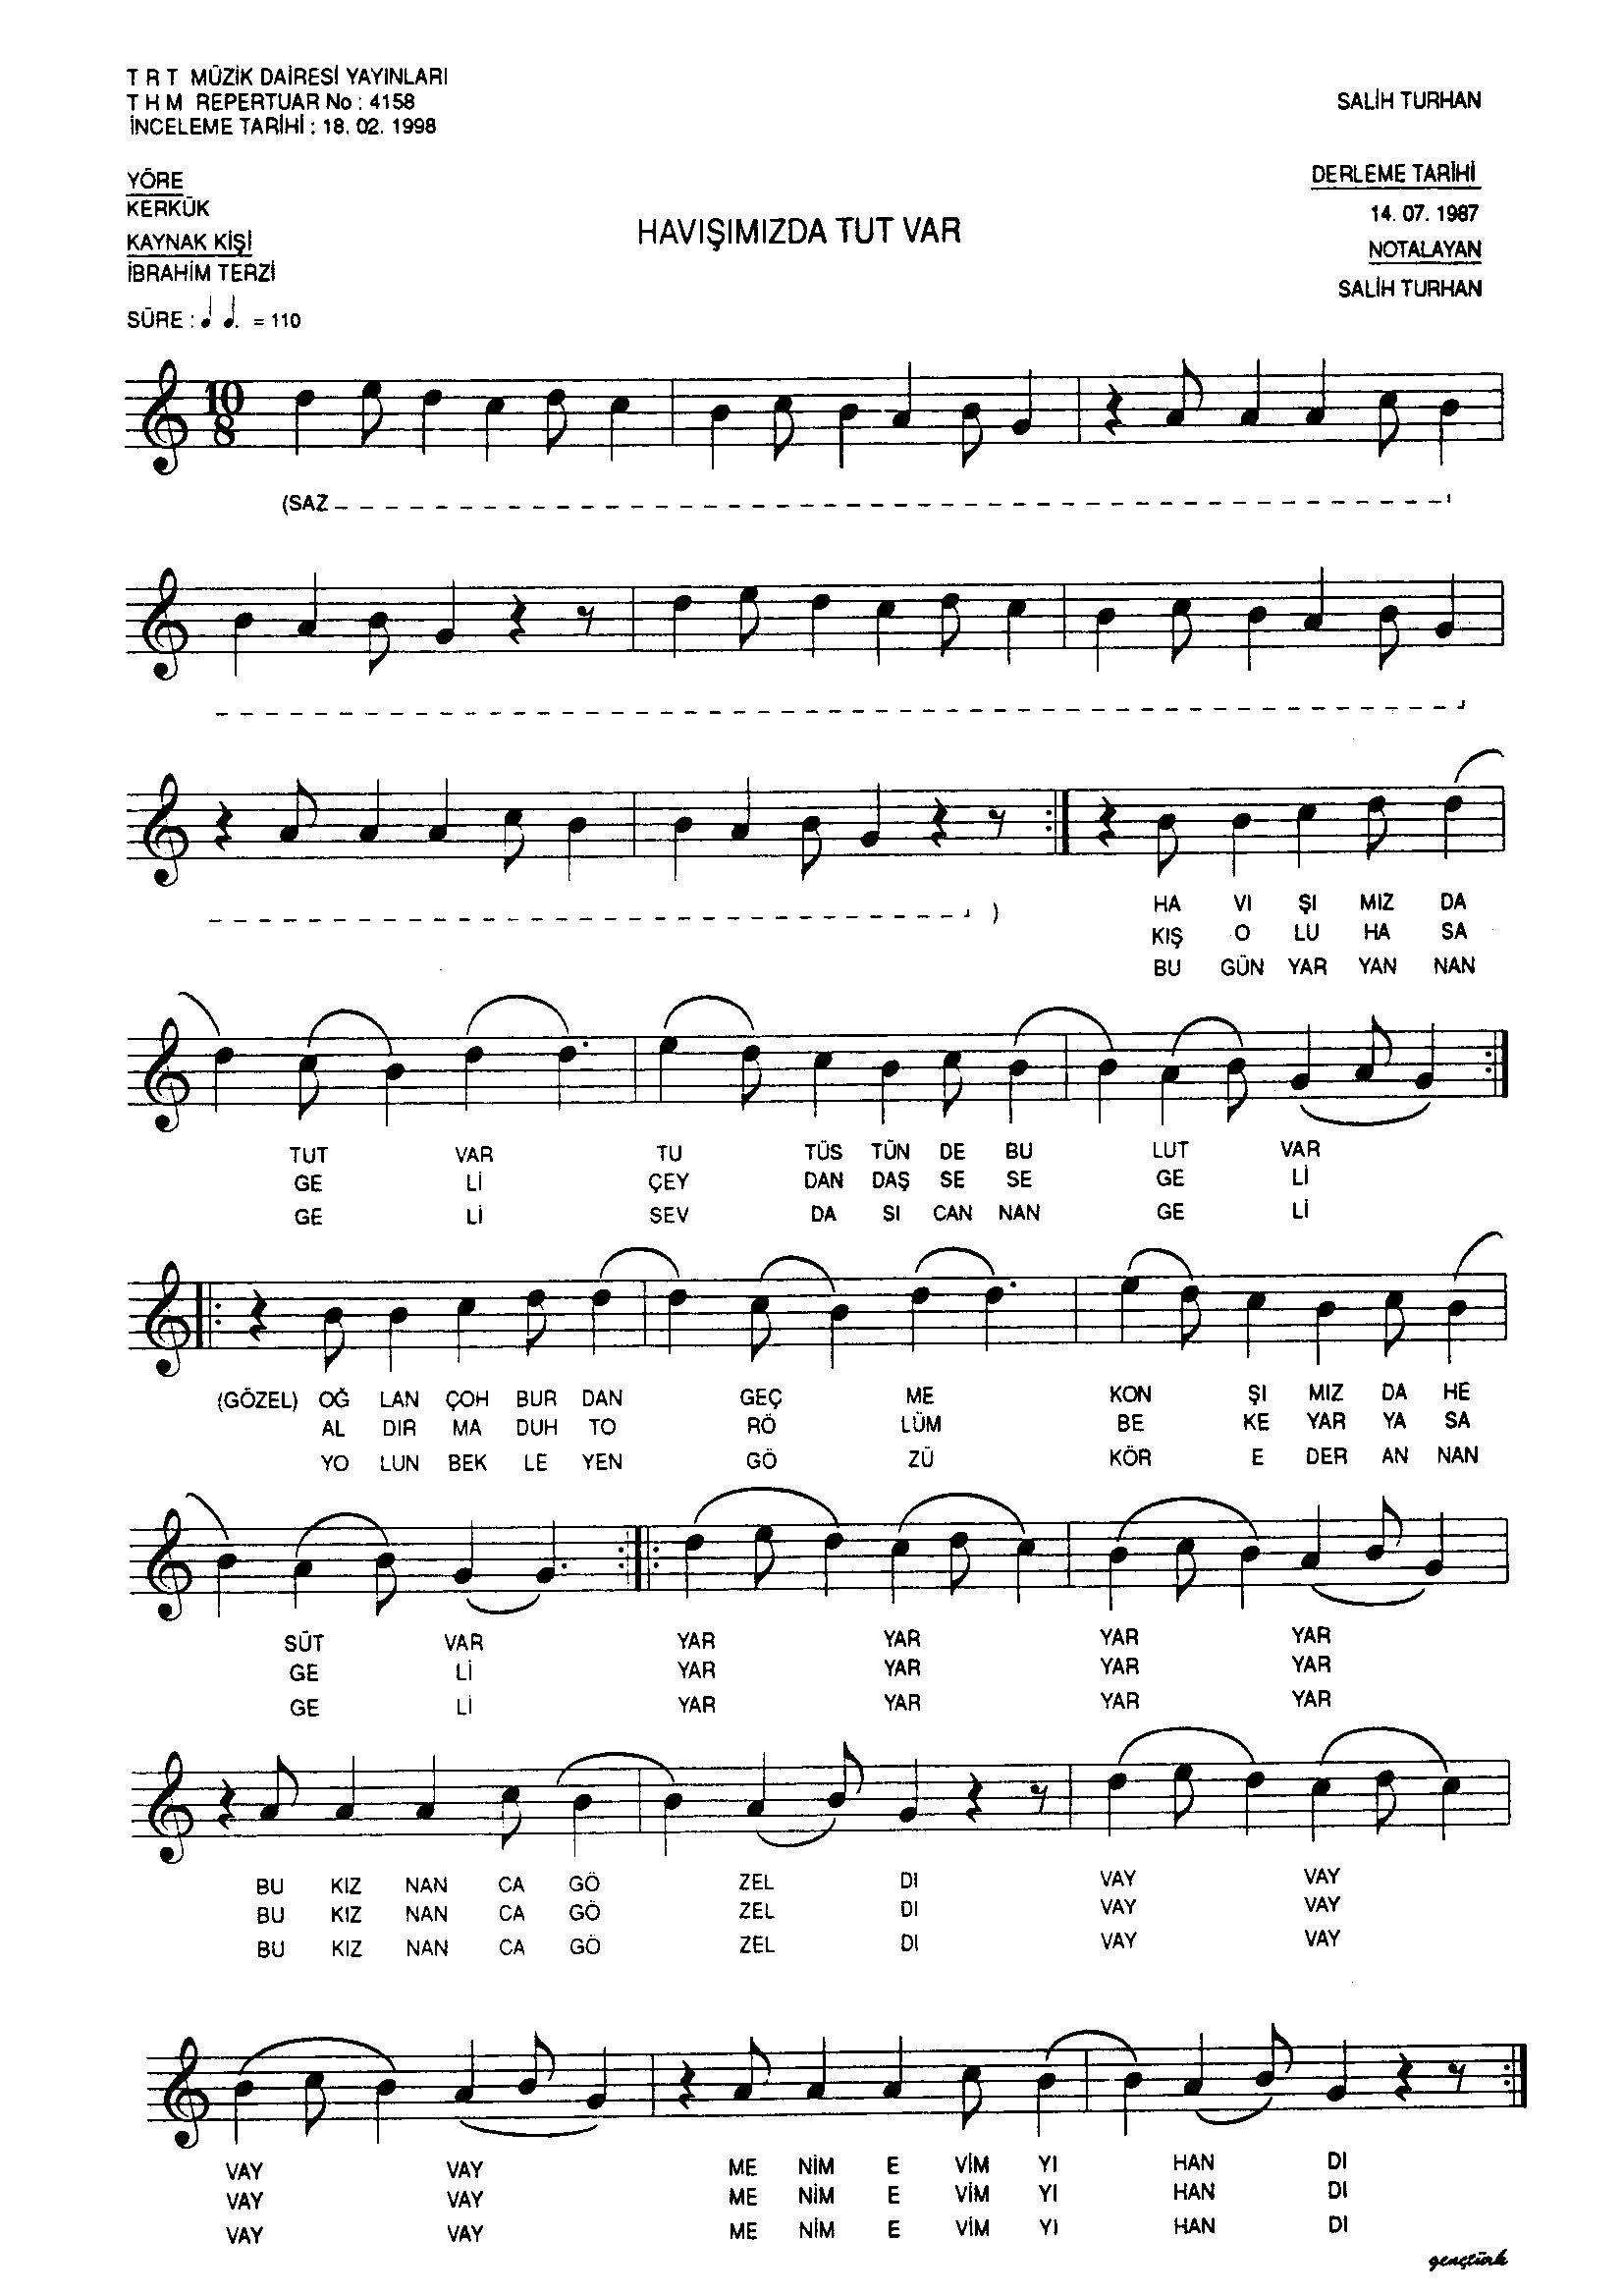 T R T MÜZİK DAİRESİ YAYINLARI
T H M REPERTUAR No : 4158
İNCELEME TARİHİ : 18. 02. 1998
SALİH TURHAN
YÖRE
KERKÜK
KAYNAK KİŞİ
İBRAHİM TERZİ
SÜRE : ♩ ♩. = 110
HAVIŞIMIZDA TUT VAR
DERLEME TARİHİ
14. 07. 1987
NOTALAYAN
SALİH TURHAN
10
8
(SAZ
)
HA VI ŞI MIZ DA
KIŞ O LU HA SA
BU GÜN YAR YAN NAN
TUT VAR TU TÜS TÜN DE BU LUT VAR
GE Lİ ÇEY DAN DAŞ SE SE GE Lİ
GE Lİ SEV DA SI CAN NAN GE Lİ
(GÖZEL) OĞ LAN ÇOH BUR DAN GEÇ ME KON ŞI MIZ DA HE
AL DIR MA DUH TO RÖ LÜM BE KE YAR YA SA
YO LUN BEK LE YEN GÖ ZÜ KÖR E DER AN NAN
SÜT VAR YAR YAR YAR YAR
GE Lİ YAR YAR YAR YAR
GE Lİ YAR YAR YAR YAR
BU KIZ NAN CA GÖ ZEL DI VAY VAY
BU KIZ NAN CA GÖ ZEL DI VAY VAY
BU KIZ NAN CA GÖ ZEL DI VAY VAY
VAY VAY ME NİM E VİM YI HAN DI
VAY VAY ME NİM E VİM YI HAN DI
VAY VAY ME NİM E VİM YI HAN DI
gençtürk